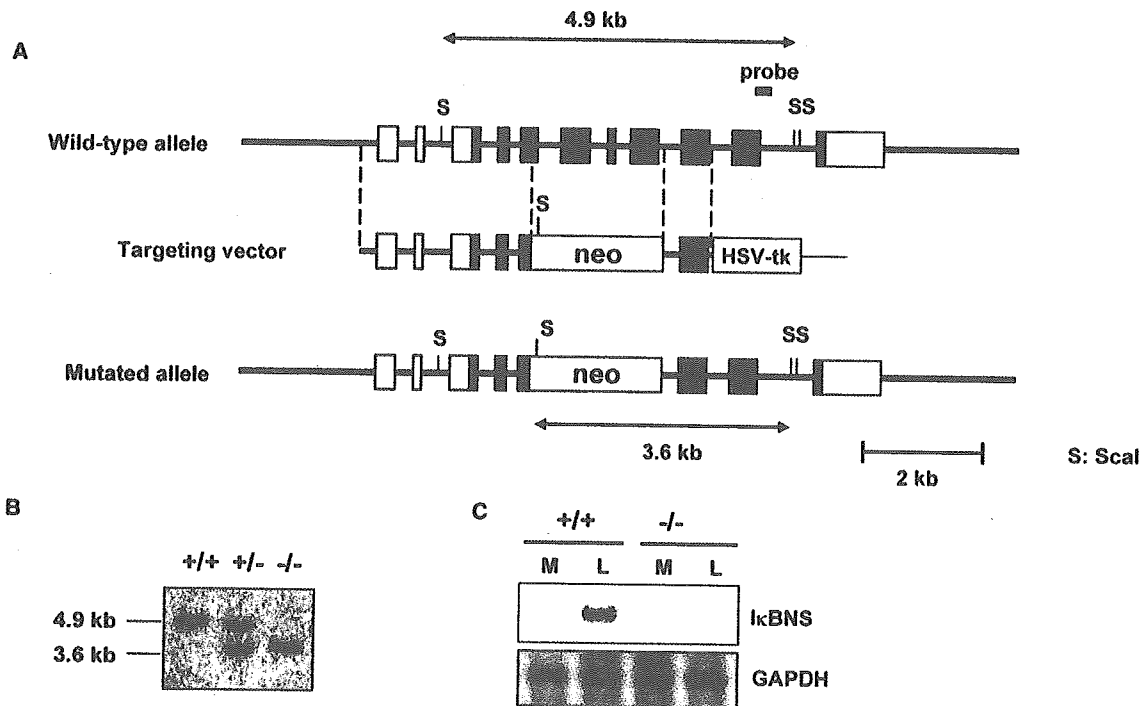 4.9 kb
A
probe
S
SS
Wild-type allele
S
Targeting vector
neo
HSV-tk
S
S
SS
Mutated allele
neo
3.6 kb
2 kb
S: ScaI
B
C
+/+ +/- -/-
+/+ -/-
M L M L
4.9 kb
3.6 kb
IκBNS
GAPDH